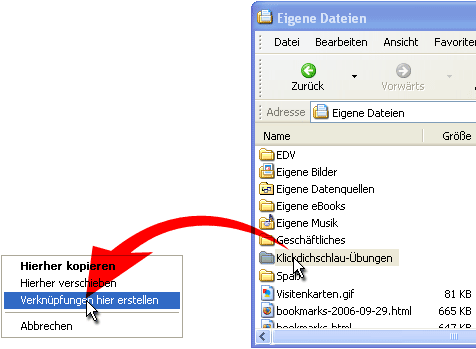 Eigene Dateien
Datei Bearbeiten Ansicht Favoriten
Zurück Vorwärts
Adresse Eigene Dateien
Name Größe
EDV
Eigene Bilder
Eigene Datenquellen
Eigene eBooks
Eigene Musik
Geschäftliches
Klickdichschlau-Übungen
Spaß
Visitenkarten.gif 81 KB
bookmarks-2006-09-29.html 665 KB
bookmarks.html 647 KB
Hierher kopieren
Hierher verschieben
Verknüpfungen hier erstellen
Abbrechen